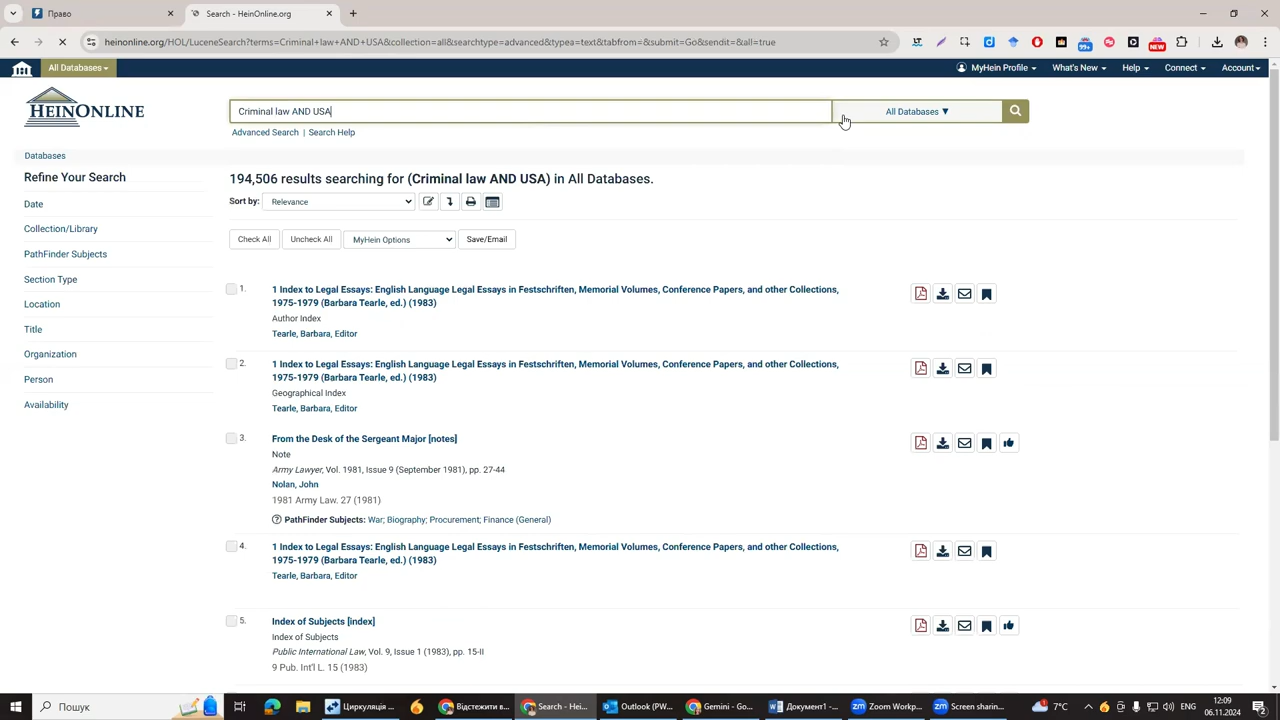 Право
Search - HeinOnline.org
heinonline.org/HOL/LuceneSearch?terms=Criminal+law+AND+USA&collection=all&searchtype=advanced&typea=text&tabfrom=&submit=Go&sendit=&all=true
99+
NEW
All Databases
MyHein Profile
What's New
Help
Connect
Account
HEINONLINE
Criminal law AND USA
All Databases ▼
Advanced Search | Search Help
Databases
Refine Your Search
Date
Collection/Library
PathFinder Subjects
Section Type
Location
Title
Organization
Person
Availability
194,506 results searching for (Criminal law AND USA) in All Databases.
Sort by: Relevance
Check All
Uncheck All
MyHein Options
Save/Email
1.
1 Index to Legal Essays: English Language Legal Essays in Festschriften, Memorial Volumes, Conference Papers, and other Collections,
1975-1979 (Barbara Tearle, ed.) (1983)
Author Index
Tearle, Barbara, Editor
2.
1 Index to Legal Essays: English Language Legal Essays in Festschriften, Memorial Volumes, Conference Papers, and other Collections,
1975-1979 (Barbara Tearle, ed.) (1983)
Geographical Index
Tearle, Barbara, Editor
3.
From the Desk of the Sergeant Major [notes]
Note
Army Lawyer, Vol. 1981, Issue 9 (September 1981), pp. 27-44
Nolan, John
1981 Army Law. 27 (1981)
PathFinder Subjects: War; Biography; Procurement; Finance (General)
4.
1 Index to Legal Essays: English Language Legal Essays in Festschriften, Memorial Volumes, Conference Papers, and other Collections,
1975-1979 (Barbara Tearle, ed.) (1983)
Tearle, Barbara, Editor
5.
Index of Subjects [index]
Index of Subjects
Public International Law, Vol. 9, Issue 1 (1983), pp. 15-II
9 Pub. Int'l L. 15 (1983)
Пошук
Циркуляція ...
Відстежити в...
Search - Hei...
Outlook (PW...
Gemini - Go...
Документ1 -...
zm Zoom Workp...
zm Screen sharin...
7°C
ENG
12:09
06.11.2024